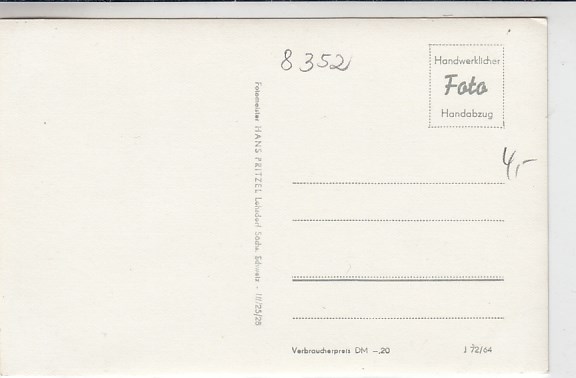 8352
Handwerklicher
Foto
Handabzug
4,-
Fotomeister HANS PRITZEL Lohsdorf Sächs. Schweiz - III/25/28
Verbraucherpreis DM -,20
J 72/64